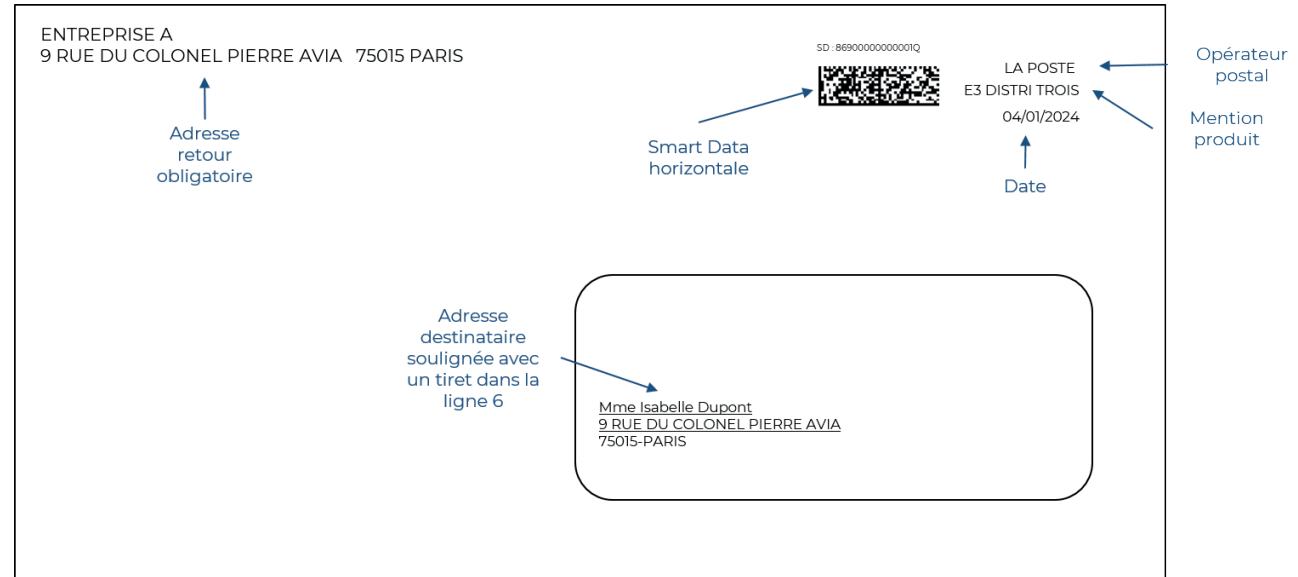 ENTREPRISE A
9 RUE DU COLONEL PIERRE AVIA   75015 PARIS
Adresse
retour
obligatoire
SD : 86900000000001Q
Smart Data
horizontale
LA POSTE
E3 DISTRI TROIS
04/01/2024
Date
Opérateur
postal
Mention
produit
Adresse
destinataire
soulignée avec
un tiret dans la
ligne 6
Mme Isabelle Dupont
9 RUE DU COLONEL PIERRE AVIA
75015-PARIS